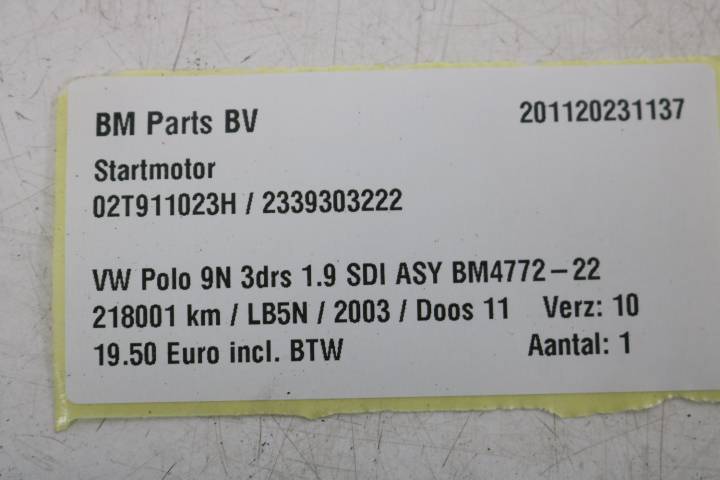 BM Parts BV 201120231137
Startmotor
02T911023H / 2339303222
VW Polo 9N 3drs 1.9 SDI ASY BM4772-22
218001 km / LB5N / 2003 / Doos 11 Verz: 10
19.50 Euro incl. BTW Aantal: 1